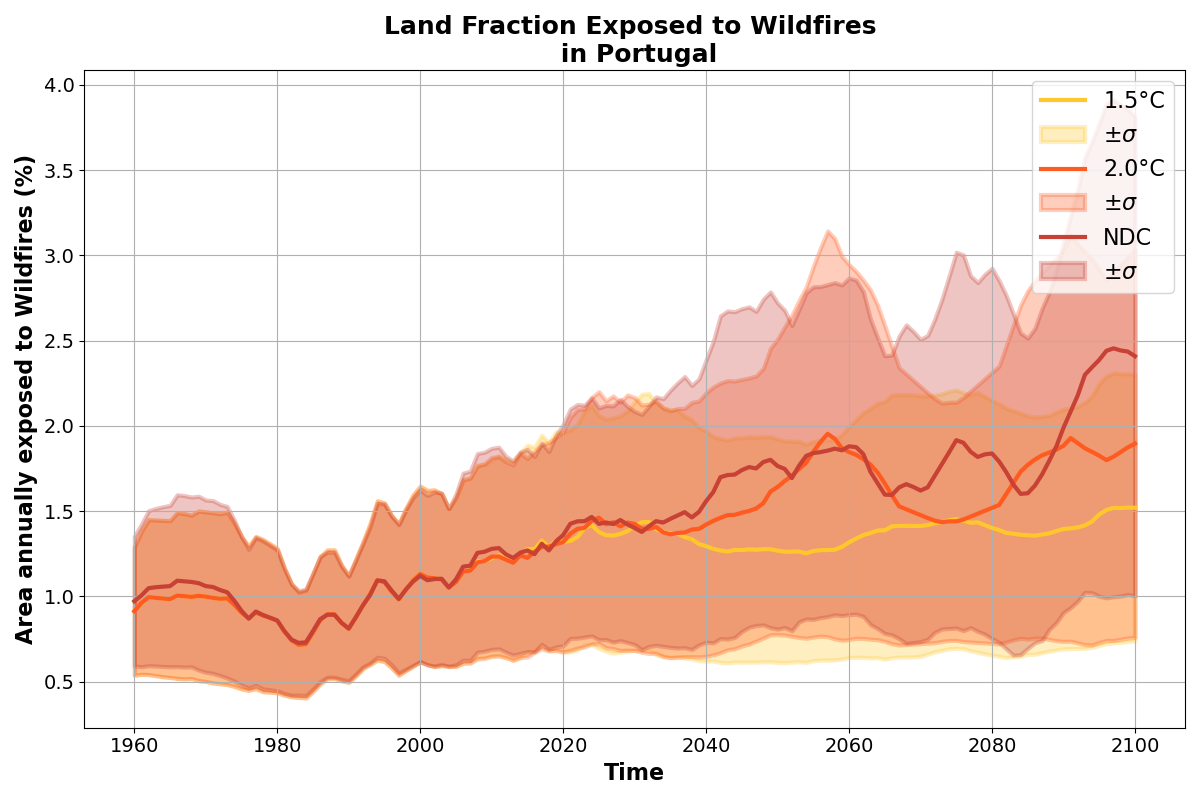 Land Fraction Exposed to Wildfires
in Portugal
Area annually exposed to Wildfires (%)
4.0
3.5
3.0
2.5
2.0
1.5
1.0
0.5
1.5°C
±σ
2.0°C
±σ
NDC
±σ
1960 1980 2000 2020 2040 2060 2080 2100
Time